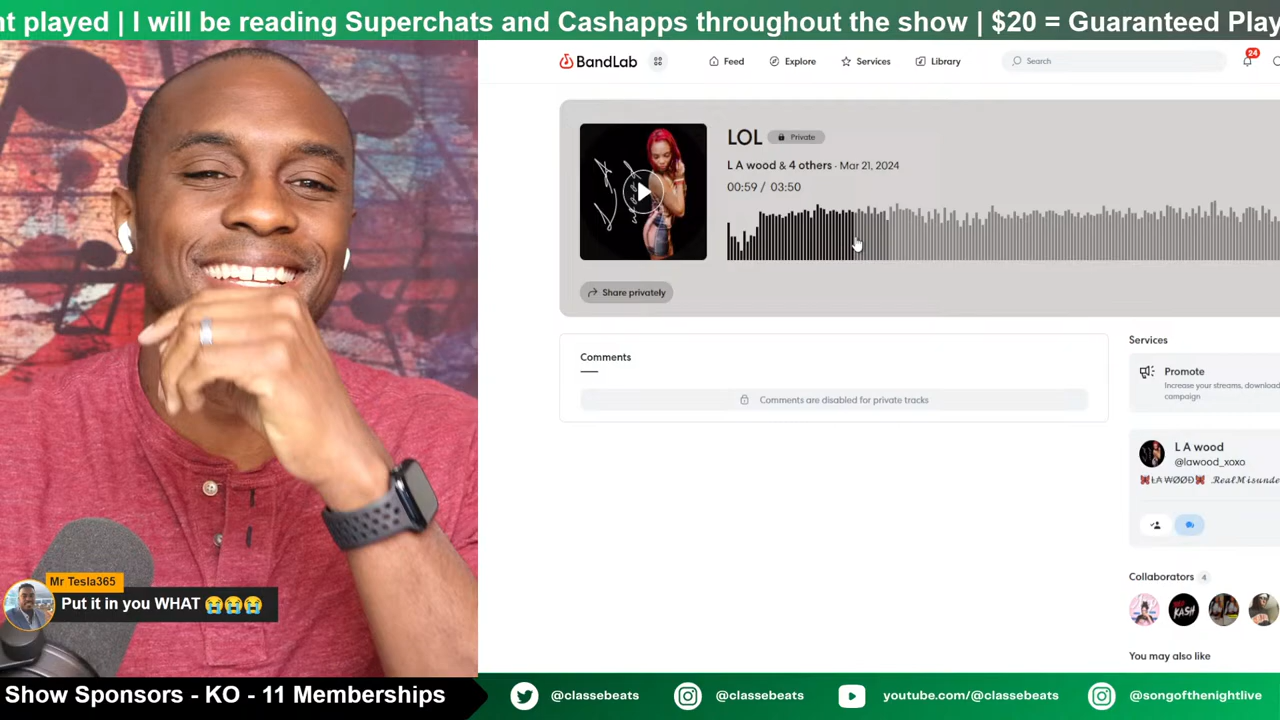 nt played | I will be reading Superchats and Cashapps throughout the show | $20 = Guaranteed Play
BandLab
Feed
Explore
Services
Library
Search
24
LOL
Private
L A wood & 4 others · Mar 21, 2024
00:59 / 03:50
Share privately
Comments
Comments are disabled for private tracks
Services
Promote
Increase your streams, download
campaign
L A wood
@lawood_xoxo
Collaborators 4
KASH
You may also like
Mr Tesla365
Put it in you WHAT 😭😭😭
Show Sponsors - KO - 11 Memberships
@classebeats
@classebeats
youtube.com/@classebeats
@songofthenightlive